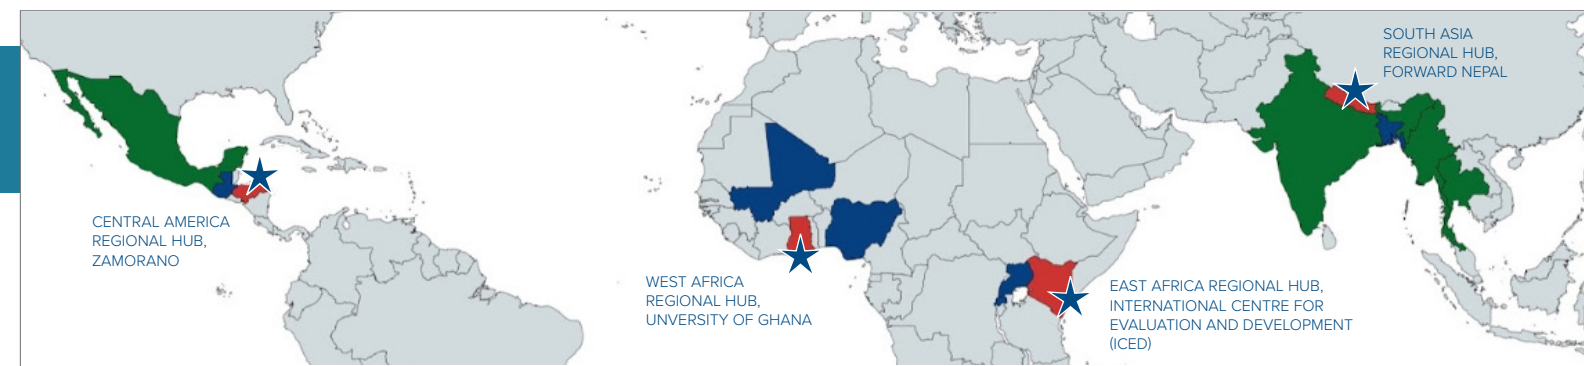 CENTRAL AMERICA
REGIONAL HUB,
ZAMORANO
WEST AFRICA
REGIONAL HUB,
UNVERSITY OF GHANA
EAST AFRICA REGIONAL HUB,
INTERNATIONAL CENTRE FOR
EVALUATION AND DEVELOPMENT
(ICED)
SOUTH ASIA
REGIONAL HUB,
FORWARD NEPAL